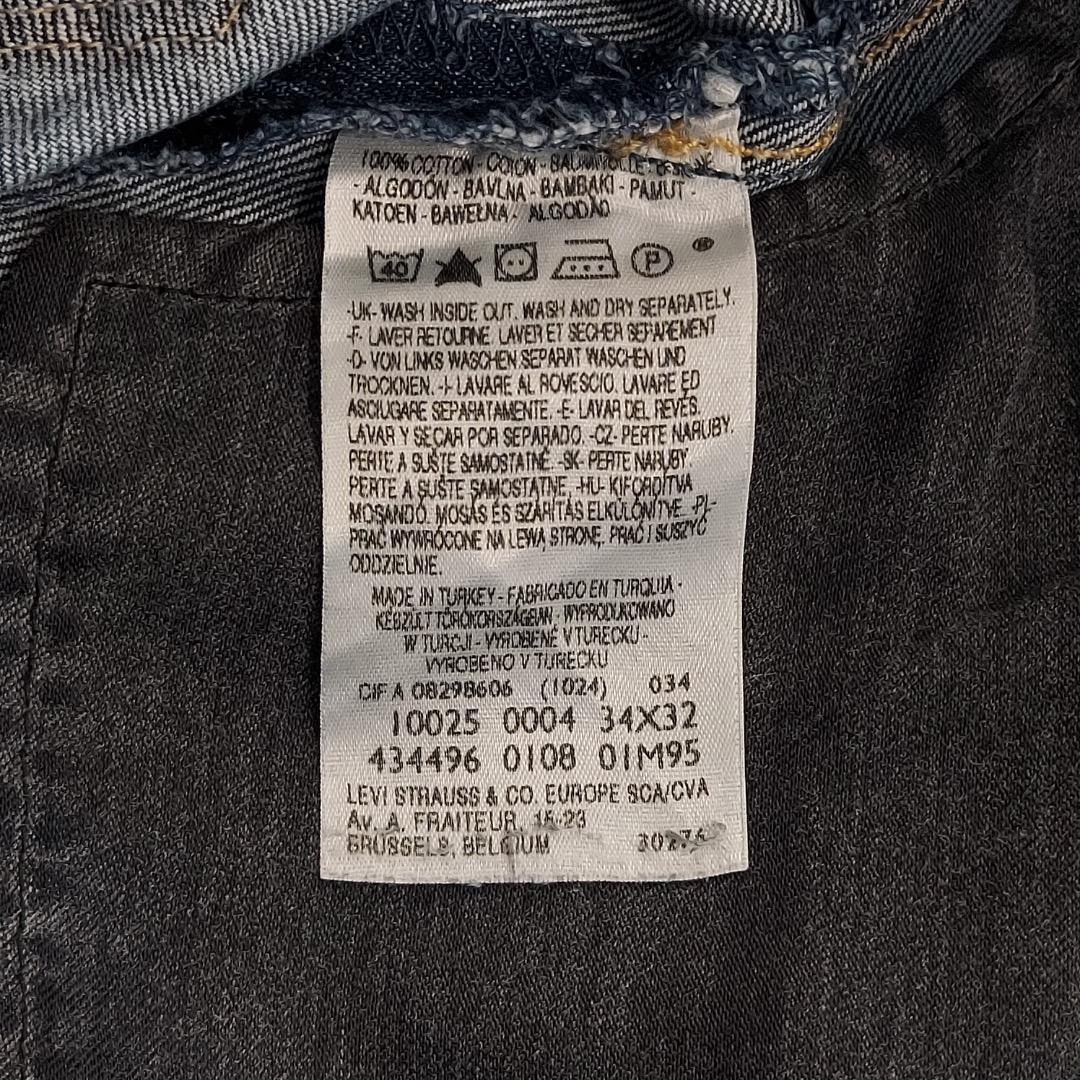 100% COTTON - COTON - BAUMWOLLE -
- ALGODÓN - BAVLNA - BAMBAKI - PAMUT -
KATOEN - BAWEŁNA - ALGODÃO
40 P ®
-UK- WASH INSIDE OUT. WASH AND DRY SEPARATELY.
-F- LAVER RETOURNE. LAVER ET SECHER SEPAREMENT
-D- VON LINKS WASCHEN SEPARAT WASCHEN UND
TROCKNEN. -I- LAVARE AL ROVESCIO. LAVARE ED
ASCIUGARE SEPARATAMENTE. -E- LAVAR DEL REVÉS.
LAVAR Y SECAR POR SEPARADO. -CZ- PERTE NARUBY.
PERTE A SUŠTE SAMOSTATNĚ. -SK- PERTE NARUBY
PERTE A SUŠTE SAMOSTATNE, -HU- KIFORDITVA
MOSANDÓ. MOSÁS ÉS SZÁRÍTÁS ELKÜLÖNÍTVE. -PL-
PRAĆ WYWRÓCONE NA LEWĄ STRONĘ, PRAĆ I SUSZYĆ
ODDZIELNIE.
MADE IN TURKEY - FABRICADO EN TURQUIA -
KÉSZÜLT TÖRÖKORSZÁGBAN - WYPRODUKOWANO
W TURCJI - VYROBENÉ V TURECKU -
VYROBENO V TURECKU
CIF A 08298606 (1024) 034
10025 0004 34X32
434496 0108 01M95
LEVI STRAUSS & CO. EUROPE SCA/CVA
AV. A. FRAITEUR 15-23
BRUSSELS, BELGIUM